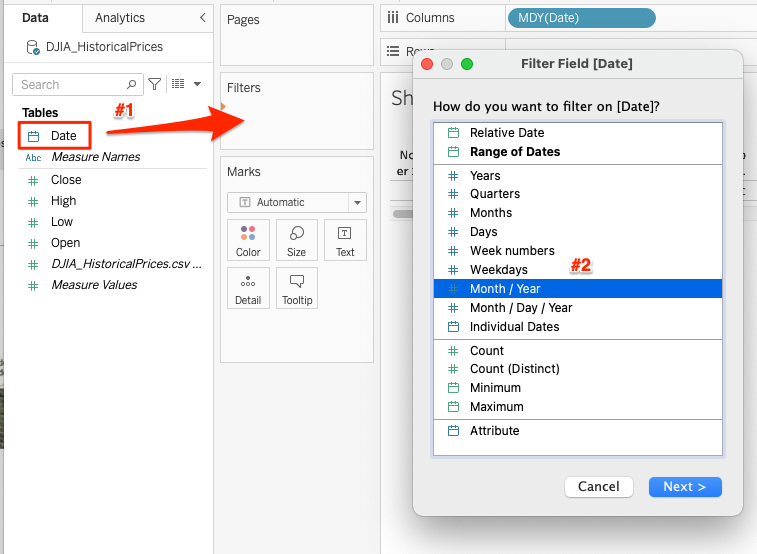 Data
Analytics
DJIA_HistoricalPrices
Search
Tables
#1
Date
Abc Measure Names
Close
High
Low
Open
DJIA_HistoricalPrices.csv ...
Measure Values
Pages
Filters
Marks
Automatic
Color
Size
Text
Detail
Tooltip
Columns
MDY(Date)
Rows
Sh
No
er
Filter Field [Date]
How do you want to filter on [Date]?
Relative Date
Range of Dates
Years
Quarters
Months
Days
Week numbers
Weekdays
#2
Month / Year
Month / Day / Year
Individual Dates
Count
Count (Distinct)
Minimum
Maximum
Attribute
Cancel
Next >